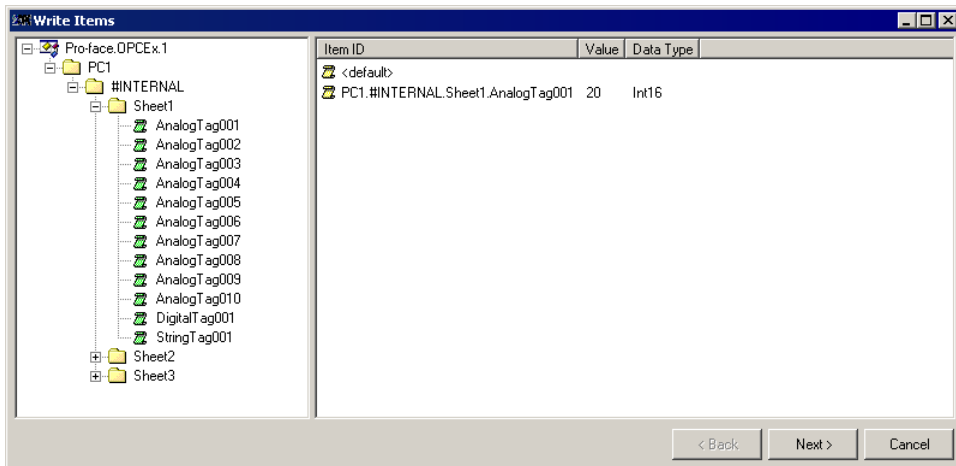 Write Items
Pro-face.OPCEx.1
PC1
#INTERNAL
Sheet1
AnalogTag001
AnalogTag002
AnalogTag003
AnalogTag004
AnalogTag005
AnalogTag006
AnalogTag007
AnalogTag008
AnalogTag009
AnalogTag010
DigitalTag001
StringTag001
Sheet2
Sheet3
Item ID Value Data Type
<default>
PC1.#INTERNAL.Sheet1.AnalogTag001 20 Int16
< Back Next > Cancel